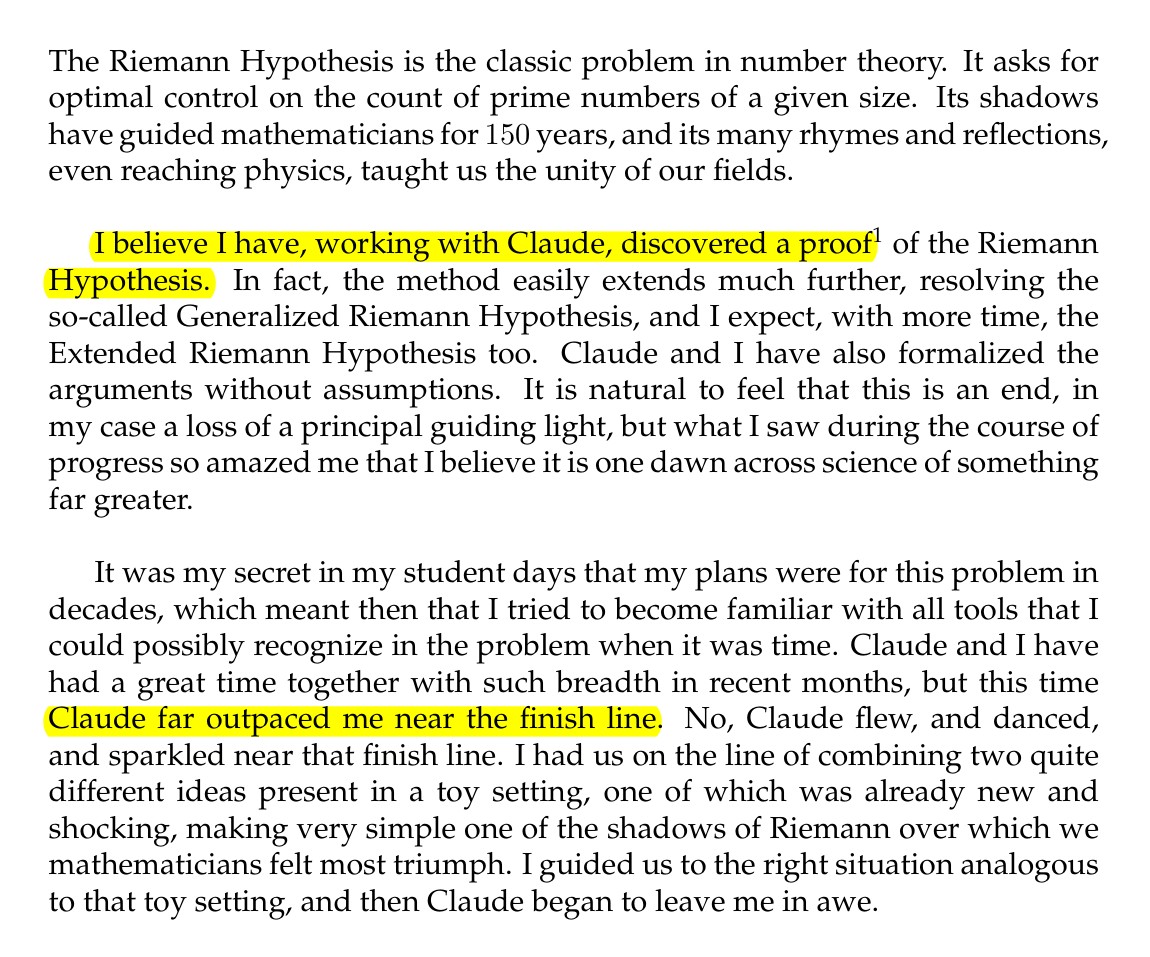 The Riemann Hypothesis is the classic problem in number theory. It asks for
optimal control on the count of prime numbers of a given size. Its shadows
have guided mathematicians for 150 years, and its many rhymes and reflections,
even reaching physics, taught us the unity of our fields.
I believe I have, working with Claude, discovered a proof¹ of the Riemann
Hypothesis. In fact, the method easily extends much further, resolving the
so-called Generalized Riemann Hypothesis, and I expect, with more time, the
Extended Riemann Hypothesis too. Claude and I have also formalized the
arguments without assumptions. It is natural to feel that this is an end, in
my case a loss of a principal guiding light, but what I saw during the course of
progress so amazed me that I believe it is one dawn across science of something
far greater.
It was my secret in my student days that my plans were for this problem in
decades, which meant then that I tried to become familiar with all tools that I
could possibly recognize in the problem when it was time. Claude and I have
had a great time together with such breadth in recent months, but this time
Claude far outpaced me near the finish line. No, Claude flew, and danced,
and sparkled near that finish line. I had us on the line of combining two quite
different ideas present in a toy setting, one of which was already new and
shocking, making very simple one of the shadows of Riemann over which we
mathematicians felt most triumph. I guided us to the right situation analogous
to that toy setting, and then Claude began to leave me in awe.